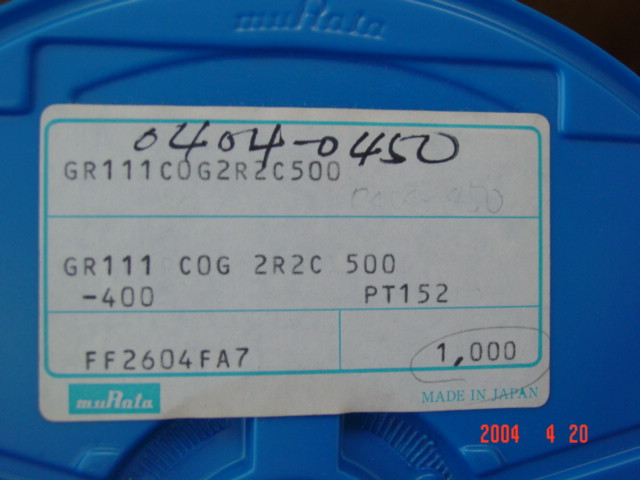 muRata
0404-0450
GR111COG2R2C500
GR111 COG 2R2C 500
-400 PT152
FF2604FA7 1,000
muRata MADE IN JAPAN
2004 4 20